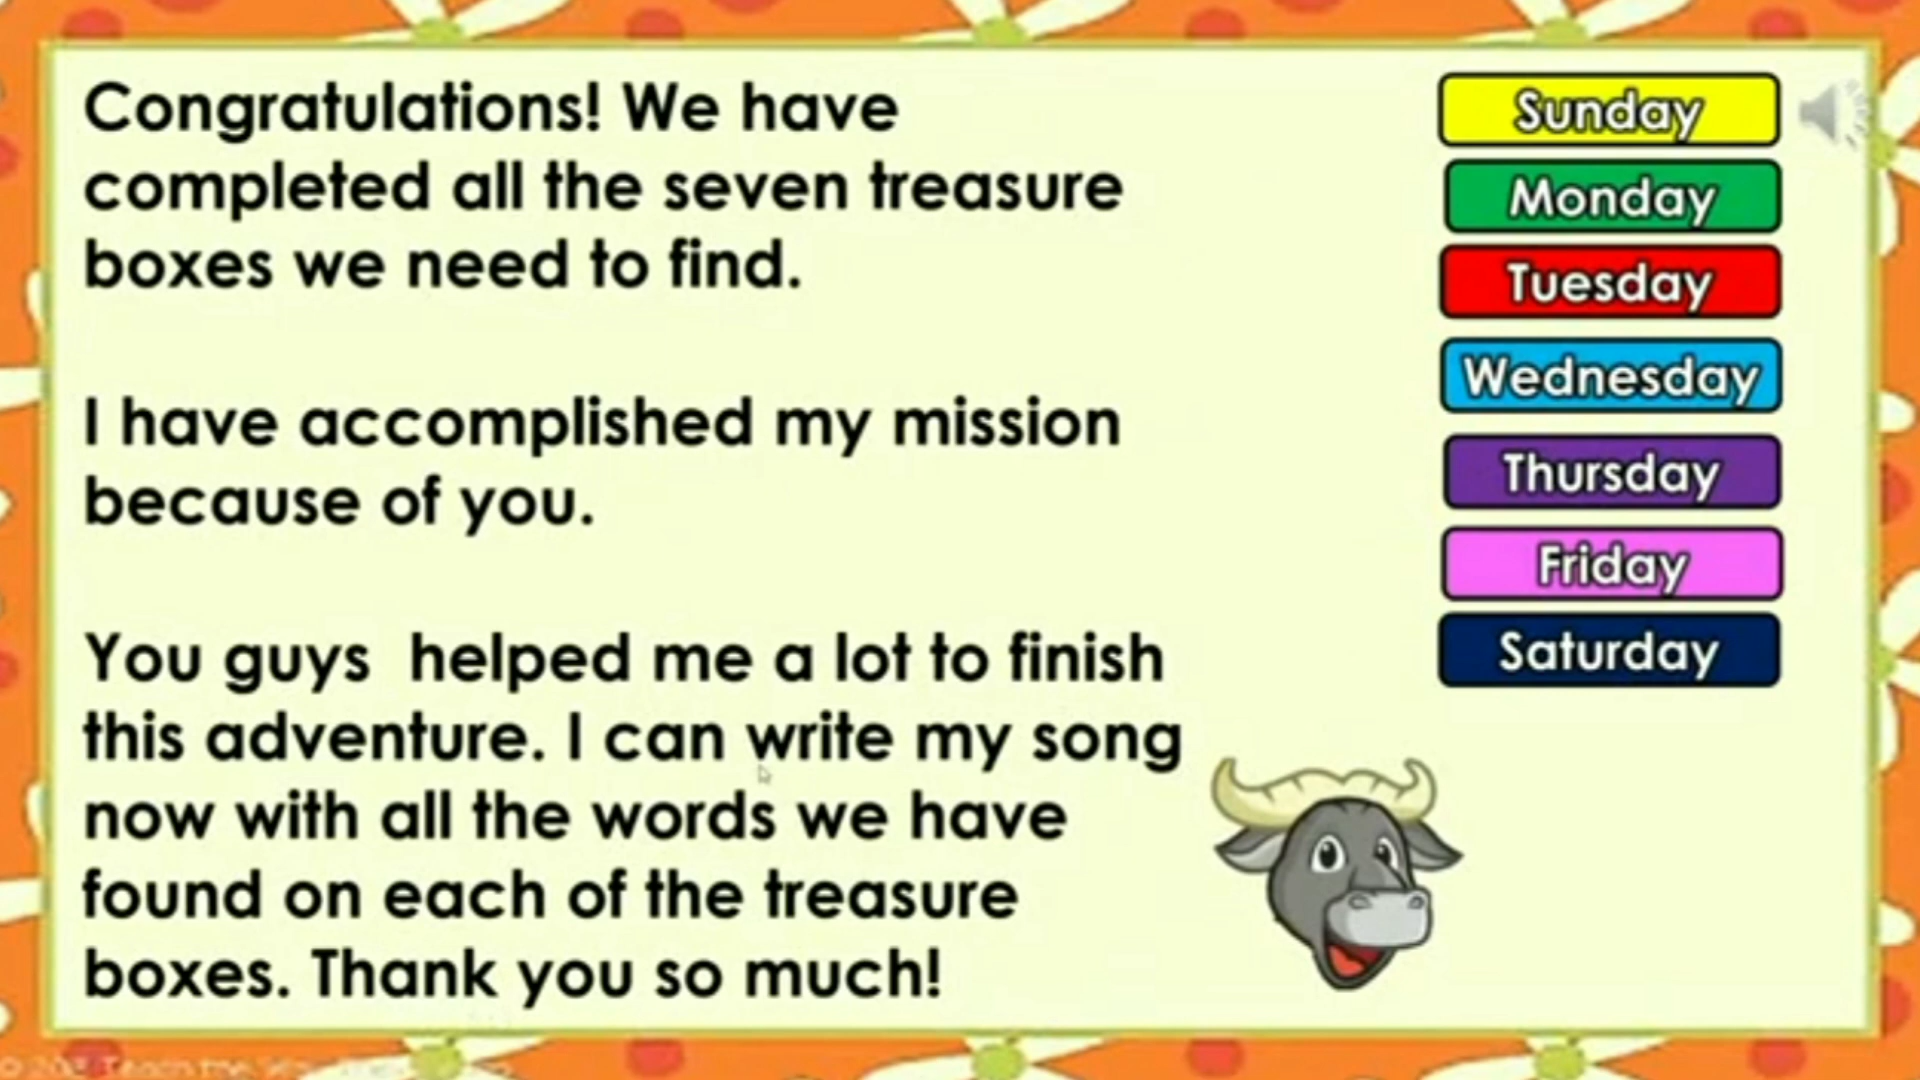 Congratulations! We have
completed all the seven treasure
boxes we need to find.
I have accomplished my mission
because of you.
You guys  helped me a lot to finish
this adventure. I can write my song
now with all the words we have
found on each of the treasure
boxes. Thank you so much!
Sunday
Monday
Tuesday
Wednesday
Thursday
Friday
Saturday